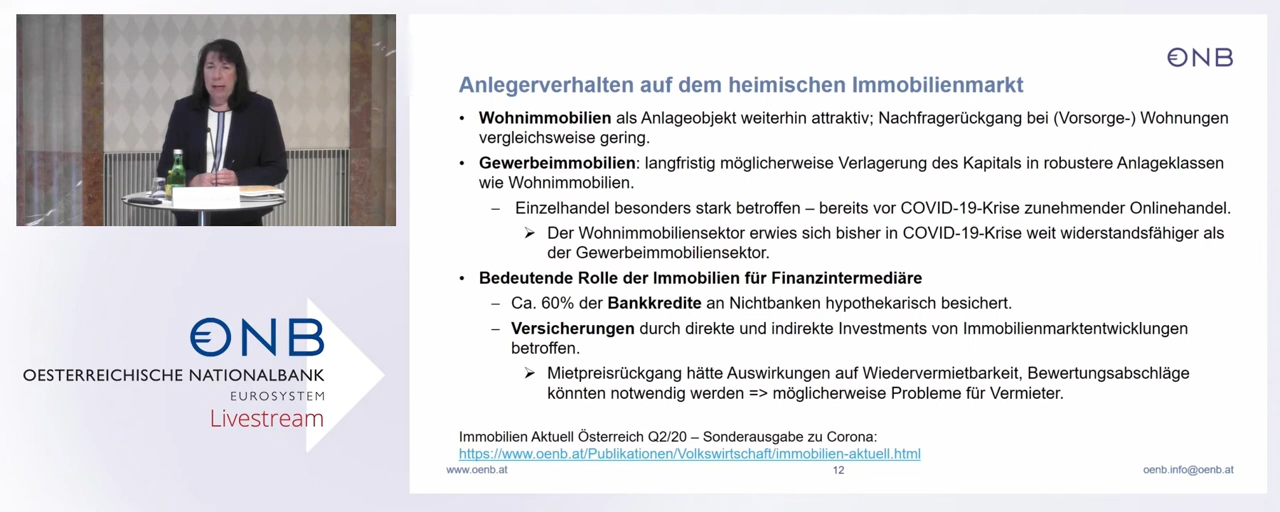 ONB
Anlegerverhalten auf dem heimischen Immobilienmarkt
• Wohnimmobilien als Anlageobjekt weiterhin attraktiv; Nachfragerückgang bei (Vorsorge-) Wohnungen
vergleichsweise gering.
• Gewerbeimmobilien: langfristig möglicherweise Verlagerung des Kapitals in robustere Anlageklassen
wie Wohnimmobilien.
– Einzelhandel besonders stark betroffen – bereits vor COVID-19-Krise zunehmender Onlinehandel.
➢ Der Wohnimmobiliensektor erwies sich bisher in COVID-19-Krise weit widerstandsfähiger als
der Gewerbeimmobiliensektor.
• Bedeutende Rolle der Immobilien für Finanzintermediäre
– Ca. 60% der Bankkredite an Nichtbanken hypothekarisch besichert.
– Versicherungen durch direkte und indirekte Investments von Immobilienmarktentwicklungen
betroffen.
➢ Mietpreisrückgang hätte Auswirkungen auf Wiedervermietbarkeit, Bewertungsabschläge
könnten notwendig werden => möglicherweise Probleme für Vermieter.
Immobilien Aktuell Österreich Q2/20 – Sonderausgabe zu Corona:
https://www.oenb.at/Publikationen/Volkswirtschaft/immobilien-aktuell.html
www.oenb.at
12
oenb.info@oenb.at
ONB
OESTERREICHISCHE NATIONALBANK
EUROSYSTEM
Livestream